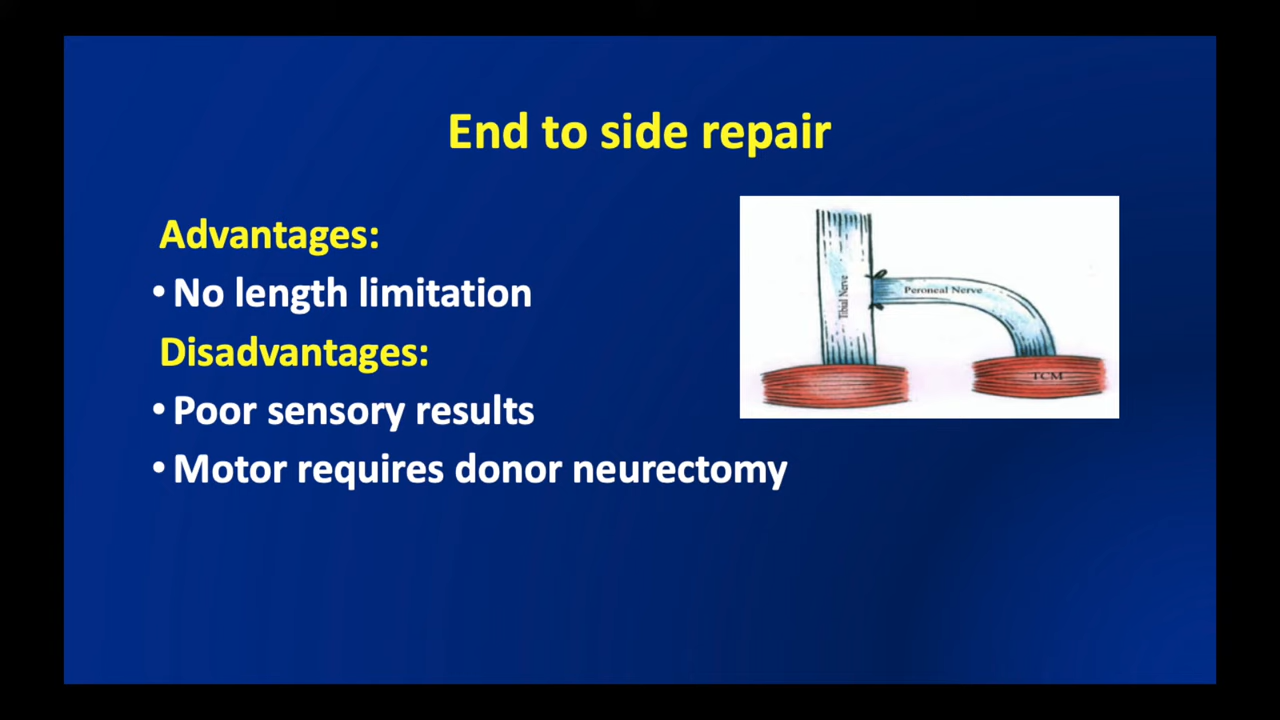 End to side repair
Advantages:
• No length limitation
Disadvantages:
• Poor sensory results
• Motor requires donor neurectomy
Tibial Nerve
Peroneal Nerve
TCM